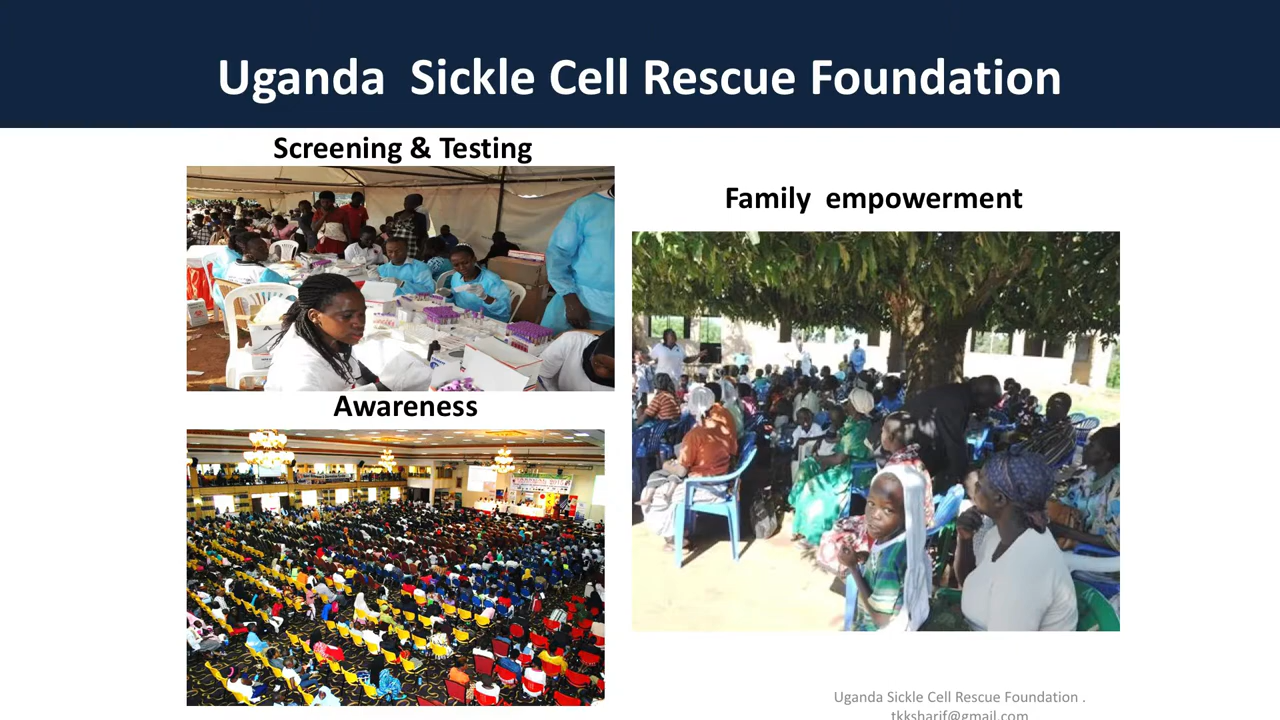 Uganda  Sickle Cell Rescue Foundation
Screening & Testing
Family  empowerment
Awareness
Uganda Sickle Cell Rescue Foundation .
tkksharif@gmail.com